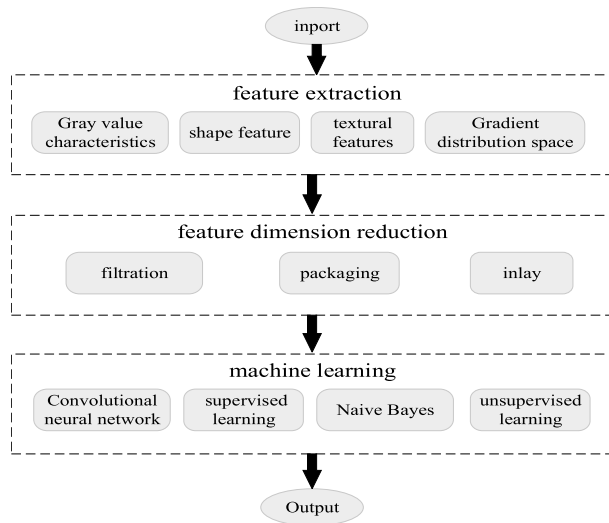 inport
feature extraction
Gray value
characteristics
shape feature
textural
features
Gradient
distribution space
feature dimension reduction
filtration
packaging
inlay
machine learning
Convolutional
neural network
supervised
learning
Naive Bayes
unsupervised
learning
Output